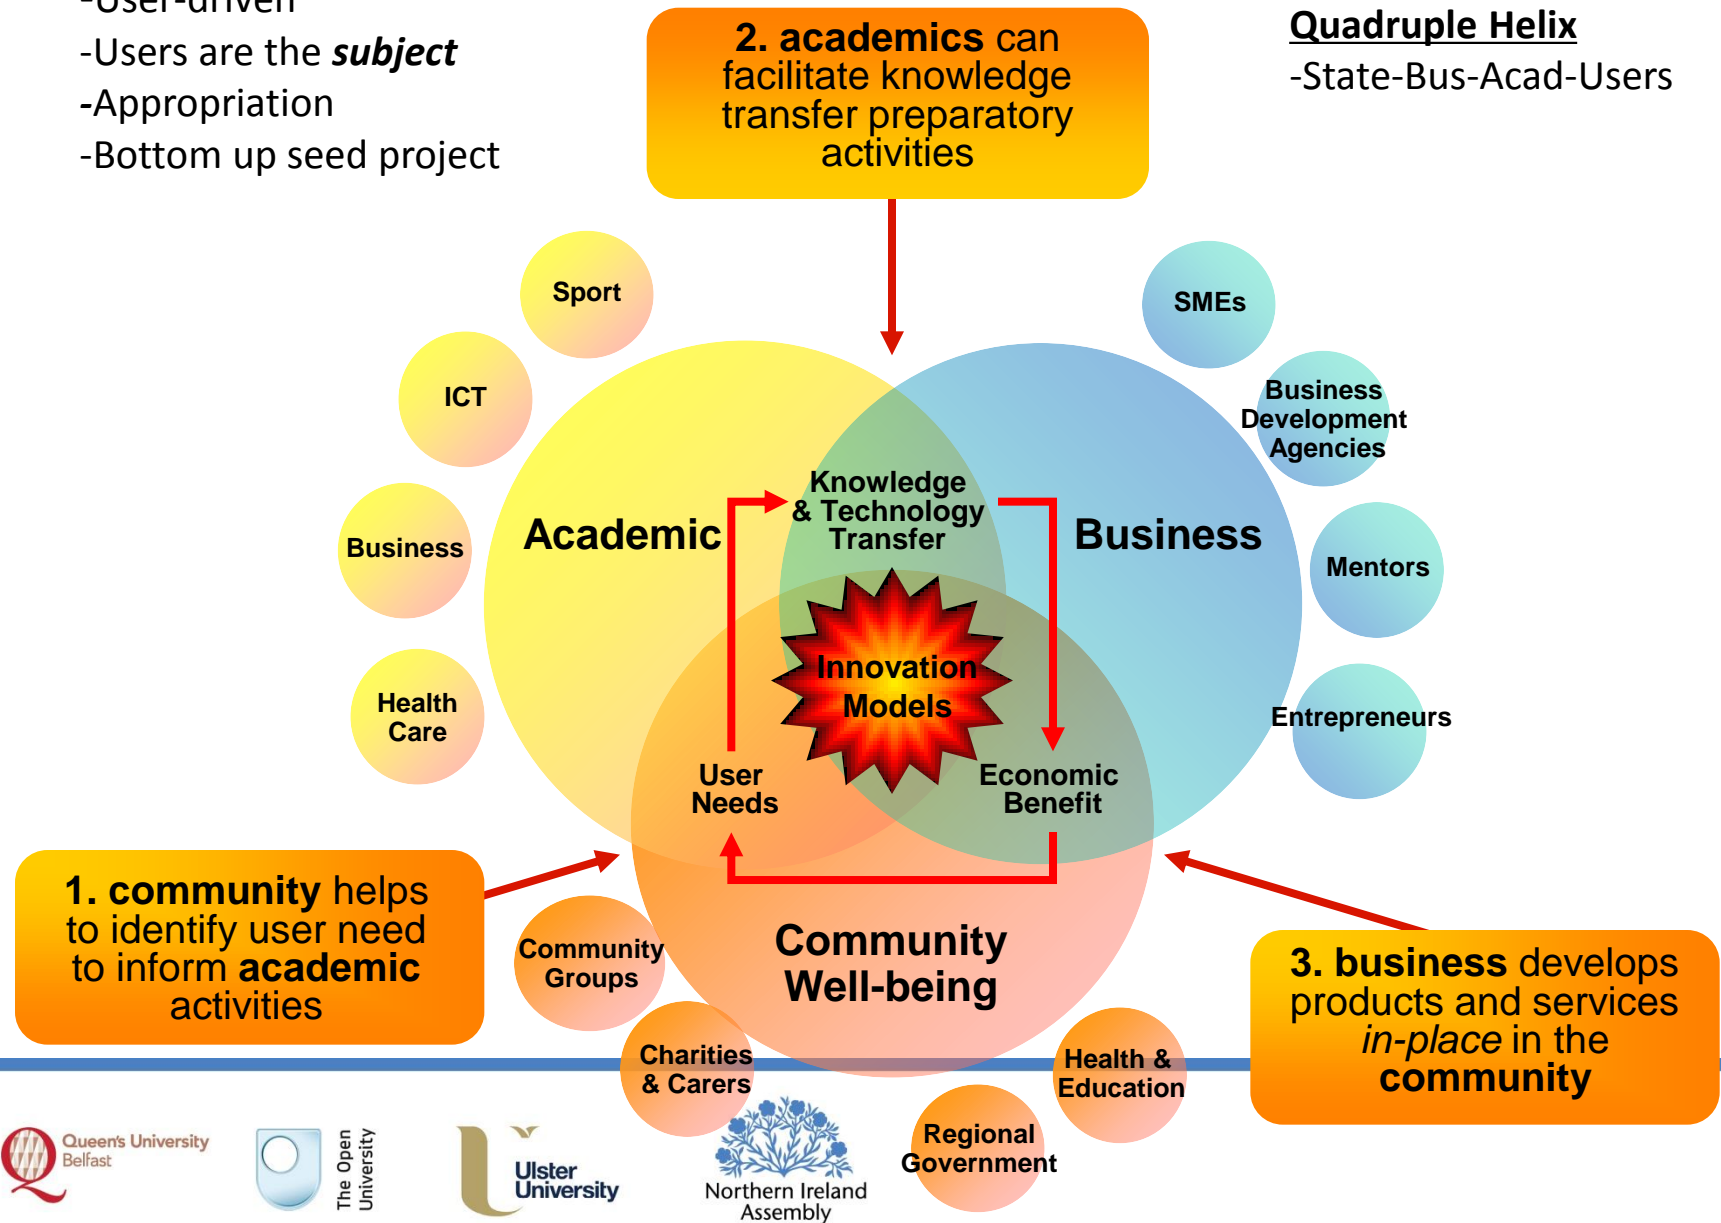 -User-driven
-Users are the subject
-Appropriation
-Bottom up seed project
2. academics can
facilitate knowledge
transfer preparatory
activities
Quadruple Helix
-State-Bus-Acad-Users
Sport
ICT
Business
Health
Care
SMEs
Business
Development
Agencies
Mentors
Entrepreneurs
Academic
Knowledge
& Technology
Transfer
Business
Innovation
Models
User
Needs
Economic
Benefit
Community
Well-being
1. community helps
to identify user need
to inform academic
activities
Community
Groups
Charities
& Carers
Health &
Education
Regional
Government
3. business develops
products and services
in-place in the
community
Queen's University
Belfast
The Open
University
Ulster
University
Northern Ireland
Assembly